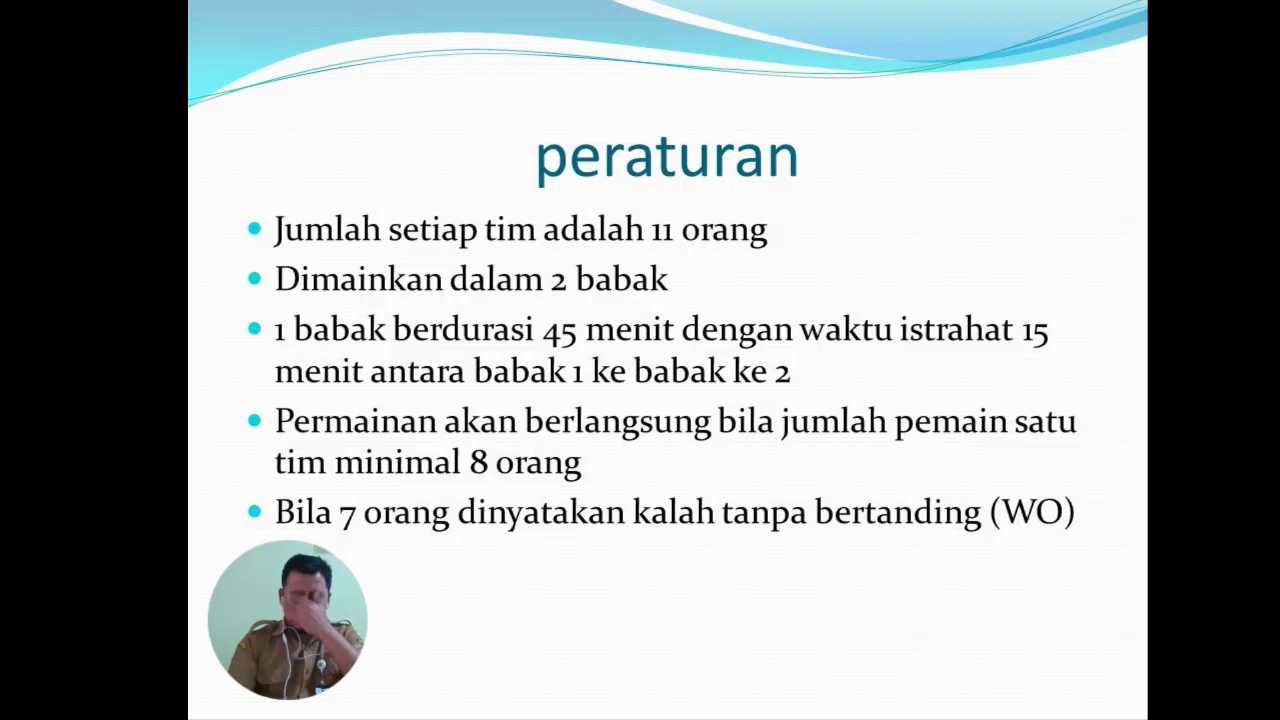 peraturan
Jumlah setiap tim adalah 11 orang
Dimainkan dalam 2 babak
1 babak berdurasi 45 menit dengan waktu istrahat 15
menit antara babak 1 ke babak ke 2
Permainan akan berlangsung bila jumlah pemain satu
tim minimal 8 orang
Bila 7 orang dinyatakan kalah tanpa bertanding (WO)